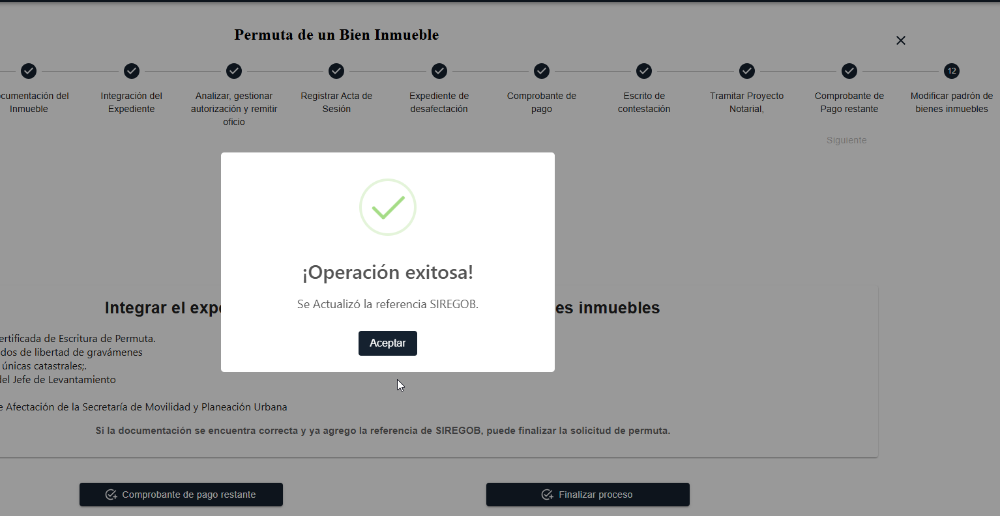 Permuta de un Bien Inmueble
12
cumentación del
Inmueble
Integración del
Expediente
Analizar, gestionar
autorización y remitir
oficio
Registrar Acta de
Sesión
Expediente de
desafectación
Comprobante de
pago
Escrito de
contestación
Tramitar Proyecto
Notarial,
Comprobante de
Pago restante
Modificar padrón de
bienes inmuebles
Siguiente
¡Operación exitosa!
Se Actualizó la referencia SIREGOB.
Aceptar
Integrar el exp es inmuebles
ertificada de Escritura de Permuta.
dos de libertad de gravámenes
únicas catastrales;.
del Jefe de Levantamiento
e Afectación de la Secretaría de Movilidad y Planeación Urbana
Si la documentación se encuentra correcta y ya agrego la referencia de SIREGOB, puede finalizar la solicitud de permuta.
Comprobante de pago restante
Finalizar proceso